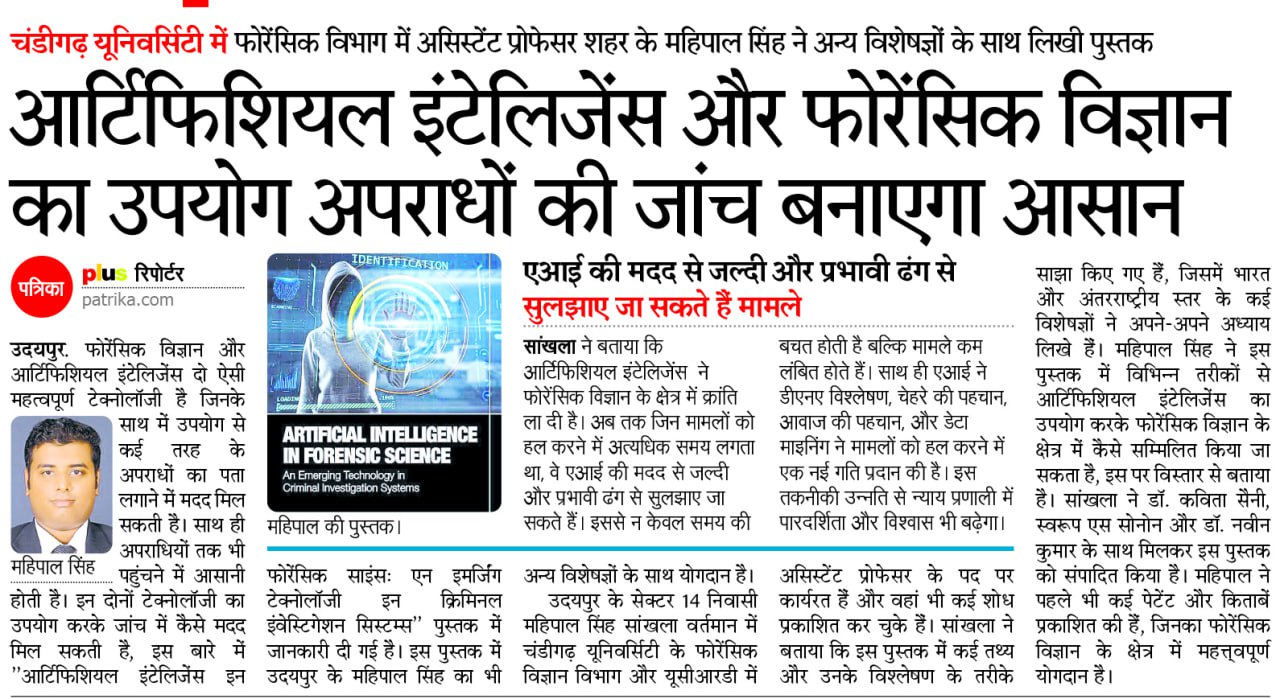 चंडीगढ़ यूनिवर्सिटी में फोरेंसिक विभाग में असिस्टेंट प्रोफेसर शहर के महिपाल सिंह ने अन्य विशेषज्ञों के साथ लिखी पुस्तक
आर्टिफिशियल इंटेलिजेंस और फोरेंसिक विज्ञान
का उपयोग अपराधों की जांच बनाएगा आसान
पत्रिका
plus रिपोर्टर
patrika.com
उदयपुर. फोरेंसिक विज्ञान और
आर्टिफिशियल इंटेलिजेंस दो ऐसी
महत्वपूर्ण टेक्नोलॉजी है जिनके
साथ में उपयोग से
कई तरह के
अपराधों का पता
लगाने में मदद मिल
सकती है। साथ ही
अपराधियों तक भी
महिपाल सिंह
पहुंचने में आसानी
होती है। इन दोनों टेक्नोलॉजी का
उपयोग करके जांच में कैसे मदद
मिल सकती है, इस बारे में
"आर्टिफिशियल इंटेलिजेंस इन
IDENTIFICATION
SCANNING
LOADING
ARTIFICIAL INTELLIGENCE
IN FORENSIC SCIENCE
An Emerging Technology in
Criminal Investigation Systems
महिपाल की पुस्तक।
फोरेंसिक साइंसः एन इमर्जिंग
टेक्नोलॉजी इन क्रिमिनल
इंवेस्टिगेशन सिस्टम्स" पुस्तक में
जानकारी दी गई है। इस पुस्तक में
उदयपुर के महिपाल सिंह का भी
एआई की मदद से जल्दी और प्रभावी ढंग से
सुलझाए जा सकते हैं मामले
सांखला ने बताया कि
आर्टिफिशियल इंटेलिजेंस ने
फोरेंसिक विज्ञान के क्षेत्र में क्रांति
ला दी है। अब तक जिन मामलों को
हल करने में अत्यधिक समय लगता
था, वे एआई की मदद से जल्दी
और प्रभावी ढंग से सुलझाए जा
सकते हैं। इससे न केवल समय की
बचत होती है बल्कि मामले कम
लंबित होते हैं। साथ ही एआई ने
डीएनए विश्लेषण, चेहरे की पहचान,
आवाज की पहचान, और डेटा
माइनिंग ने मामलों को हल करने में
एक नई गति प्रदान की है। इस
तकनीकी उन्नति से न्याय प्रणाली में
पारदर्शिता और विश्वास भी बढ़ेगा।
अन्य विशेषज्ञों के साथ योगदान है।
उदयपुर के सेक्टर 14 निवासी
महिपाल सिंह सांखला वर्तमान में
चंडीगढ़ यूनिवर्सिटी के फोरेंसिक
विज्ञान विभाग और यूसीआरडी में
असिस्टेंट प्रोफेसर के पद पर
कार्यरत हैं और वहां भी कई शोध
प्रकाशित कर चुके हैं। सांखला ने
बताया कि इस पुस्तक में कई तथ्य
और उनके विश्लेषण के तरीके
साझा किए गए हैं, जिसमें भारत
और अंतरराष्ट्रीय स्तर के कई
विशेषज्ञों ने अपने-अपने अध्याय
लिखे हैं। महिपाल सिंह ने इस
पुस्तक में विभिन्न तरीकों से
आर्टिफिशियल इंटेलिजेंस का
उपयोग करके फोरेंसिक विज्ञान के
क्षेत्र में कैसे सम्मिलित किया जा
सकता है, इस पर विस्तार से बताया
है। सांखला ने डॉ. कविता सैनी,
स्वरूप एस सोनोन और डॉ. नवीन
कुमार के साथ मिलकर इस पुस्तक
को संपादित किया है। महिपाल ने
पहले भी कई पेटेंट और किताबें
प्रकाशित की हैं, जिनका फोरेंसिक
विज्ञान के क्षेत्र में महत्त्वपूर्ण
योगदान है।